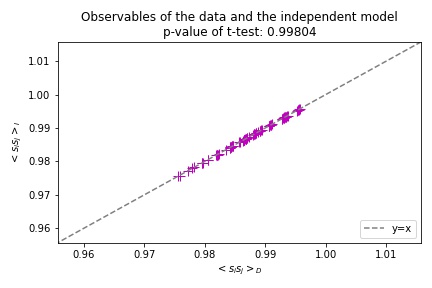 Observables of the data and the independent model
p-value of t-test: 0.99804
1.01
1.00
0.99
0.98
0.97
0.96
< s_i s_j >_I
0.96 0.97 0.98 0.99 1.00 1.01
< s_i s_j >_D
y=x